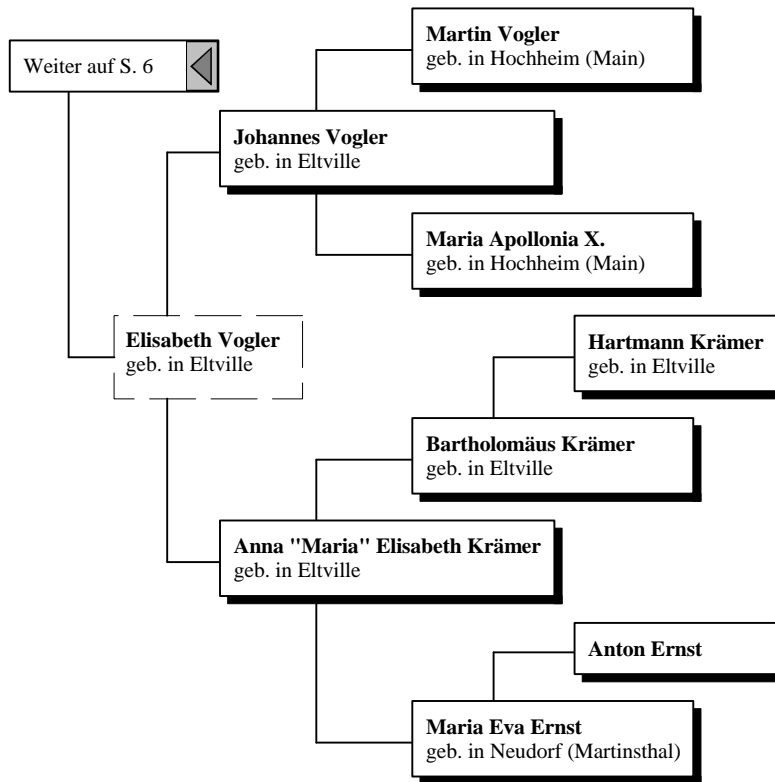 Martin Vogler
geb. in Hochheim (Main)
Weiter auf S. 6
Johannes Vogler
geb. in Eltville
Maria Apollonia X.
geb. in Hochheim (Main)
Elisabeth Vogler
geb. in Eltville
Hartmann Krämer
geb. in Eltville
Bartholomäus Krämer
geb. in Eltville
Anna "Maria" Elisabeth Krämer
geb. in Eltville
Anton Ernst
Maria Eva Ernst
geb. in Neudorf (Martinsthal)